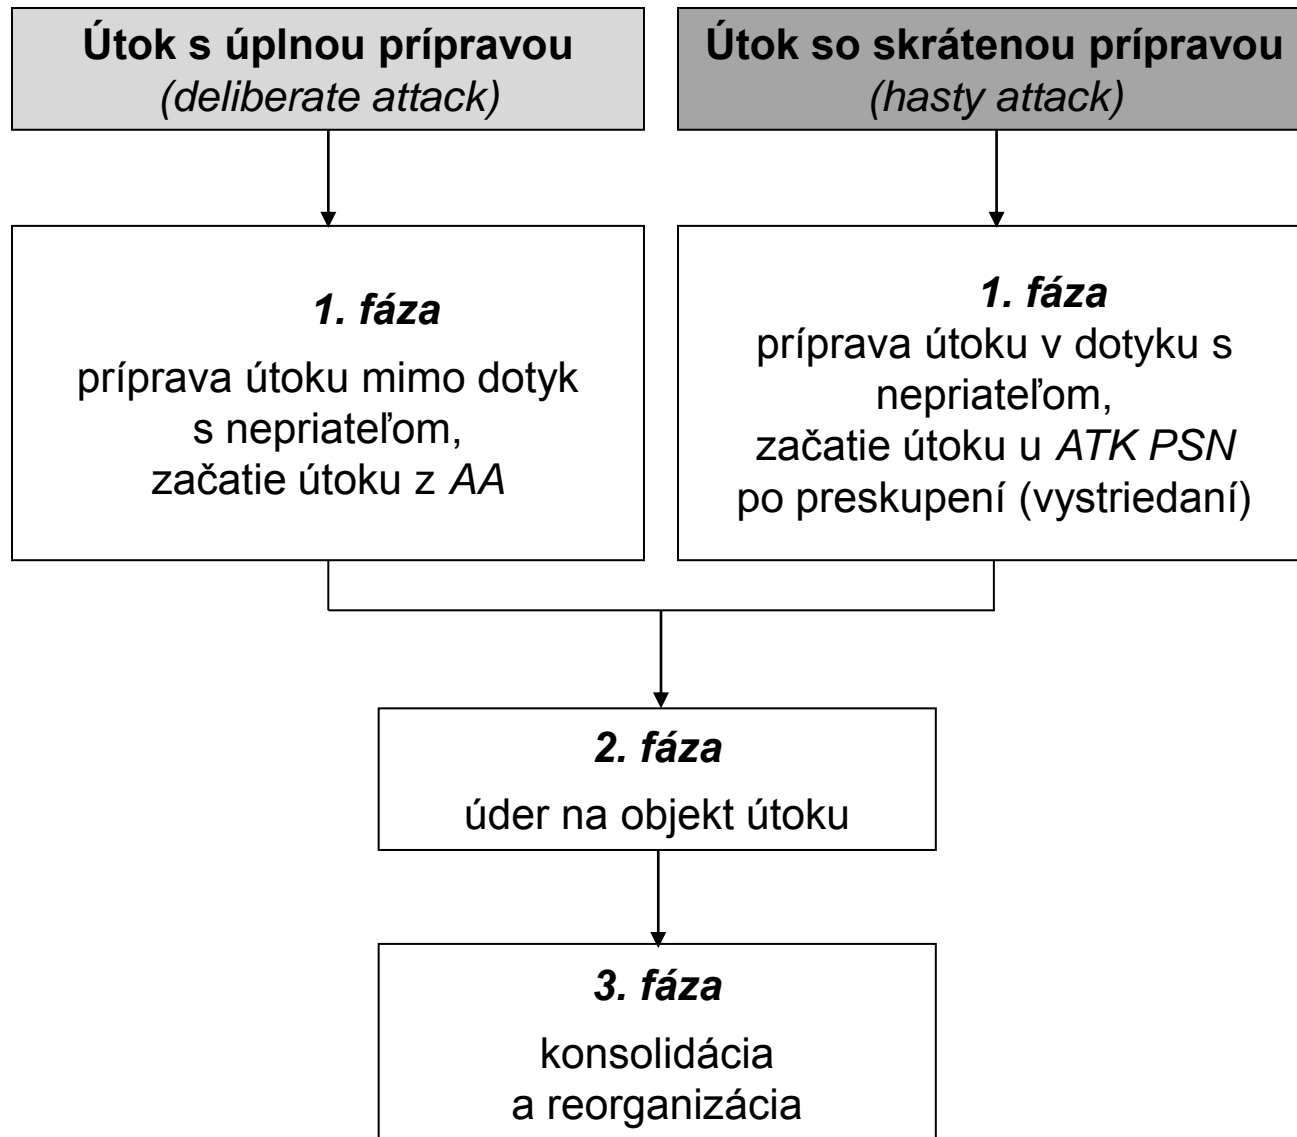 Útok s úplnou prípravou
(deliberate attack)
Útok so skrátenou prípravou
(hasty attack)
1. fáza
príprava útoku mimo dotyk
s nepriateľom,
začatie útoku z AA
1. fáza
príprava útoku v dotyku s
nepriateľom,
začatie útoku u ATK PSN
po preskupení (vystriedaní)
2. fáza
úder na objekt útoku
3. fáza
konsolidácia
a reorganizácia